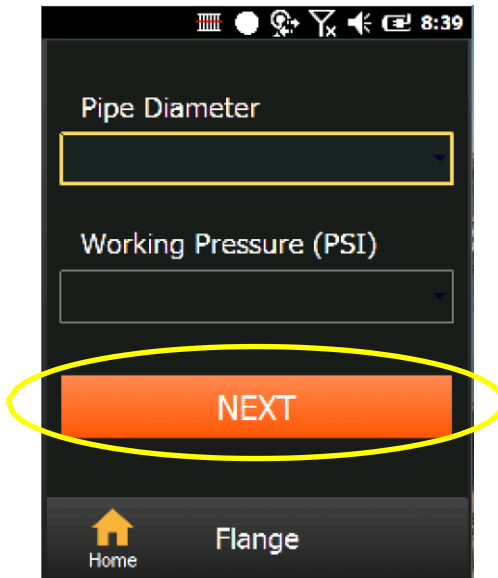 8:39
Pipe Diameter
Working Pressure (PSI)
NEXT
Home
Flange